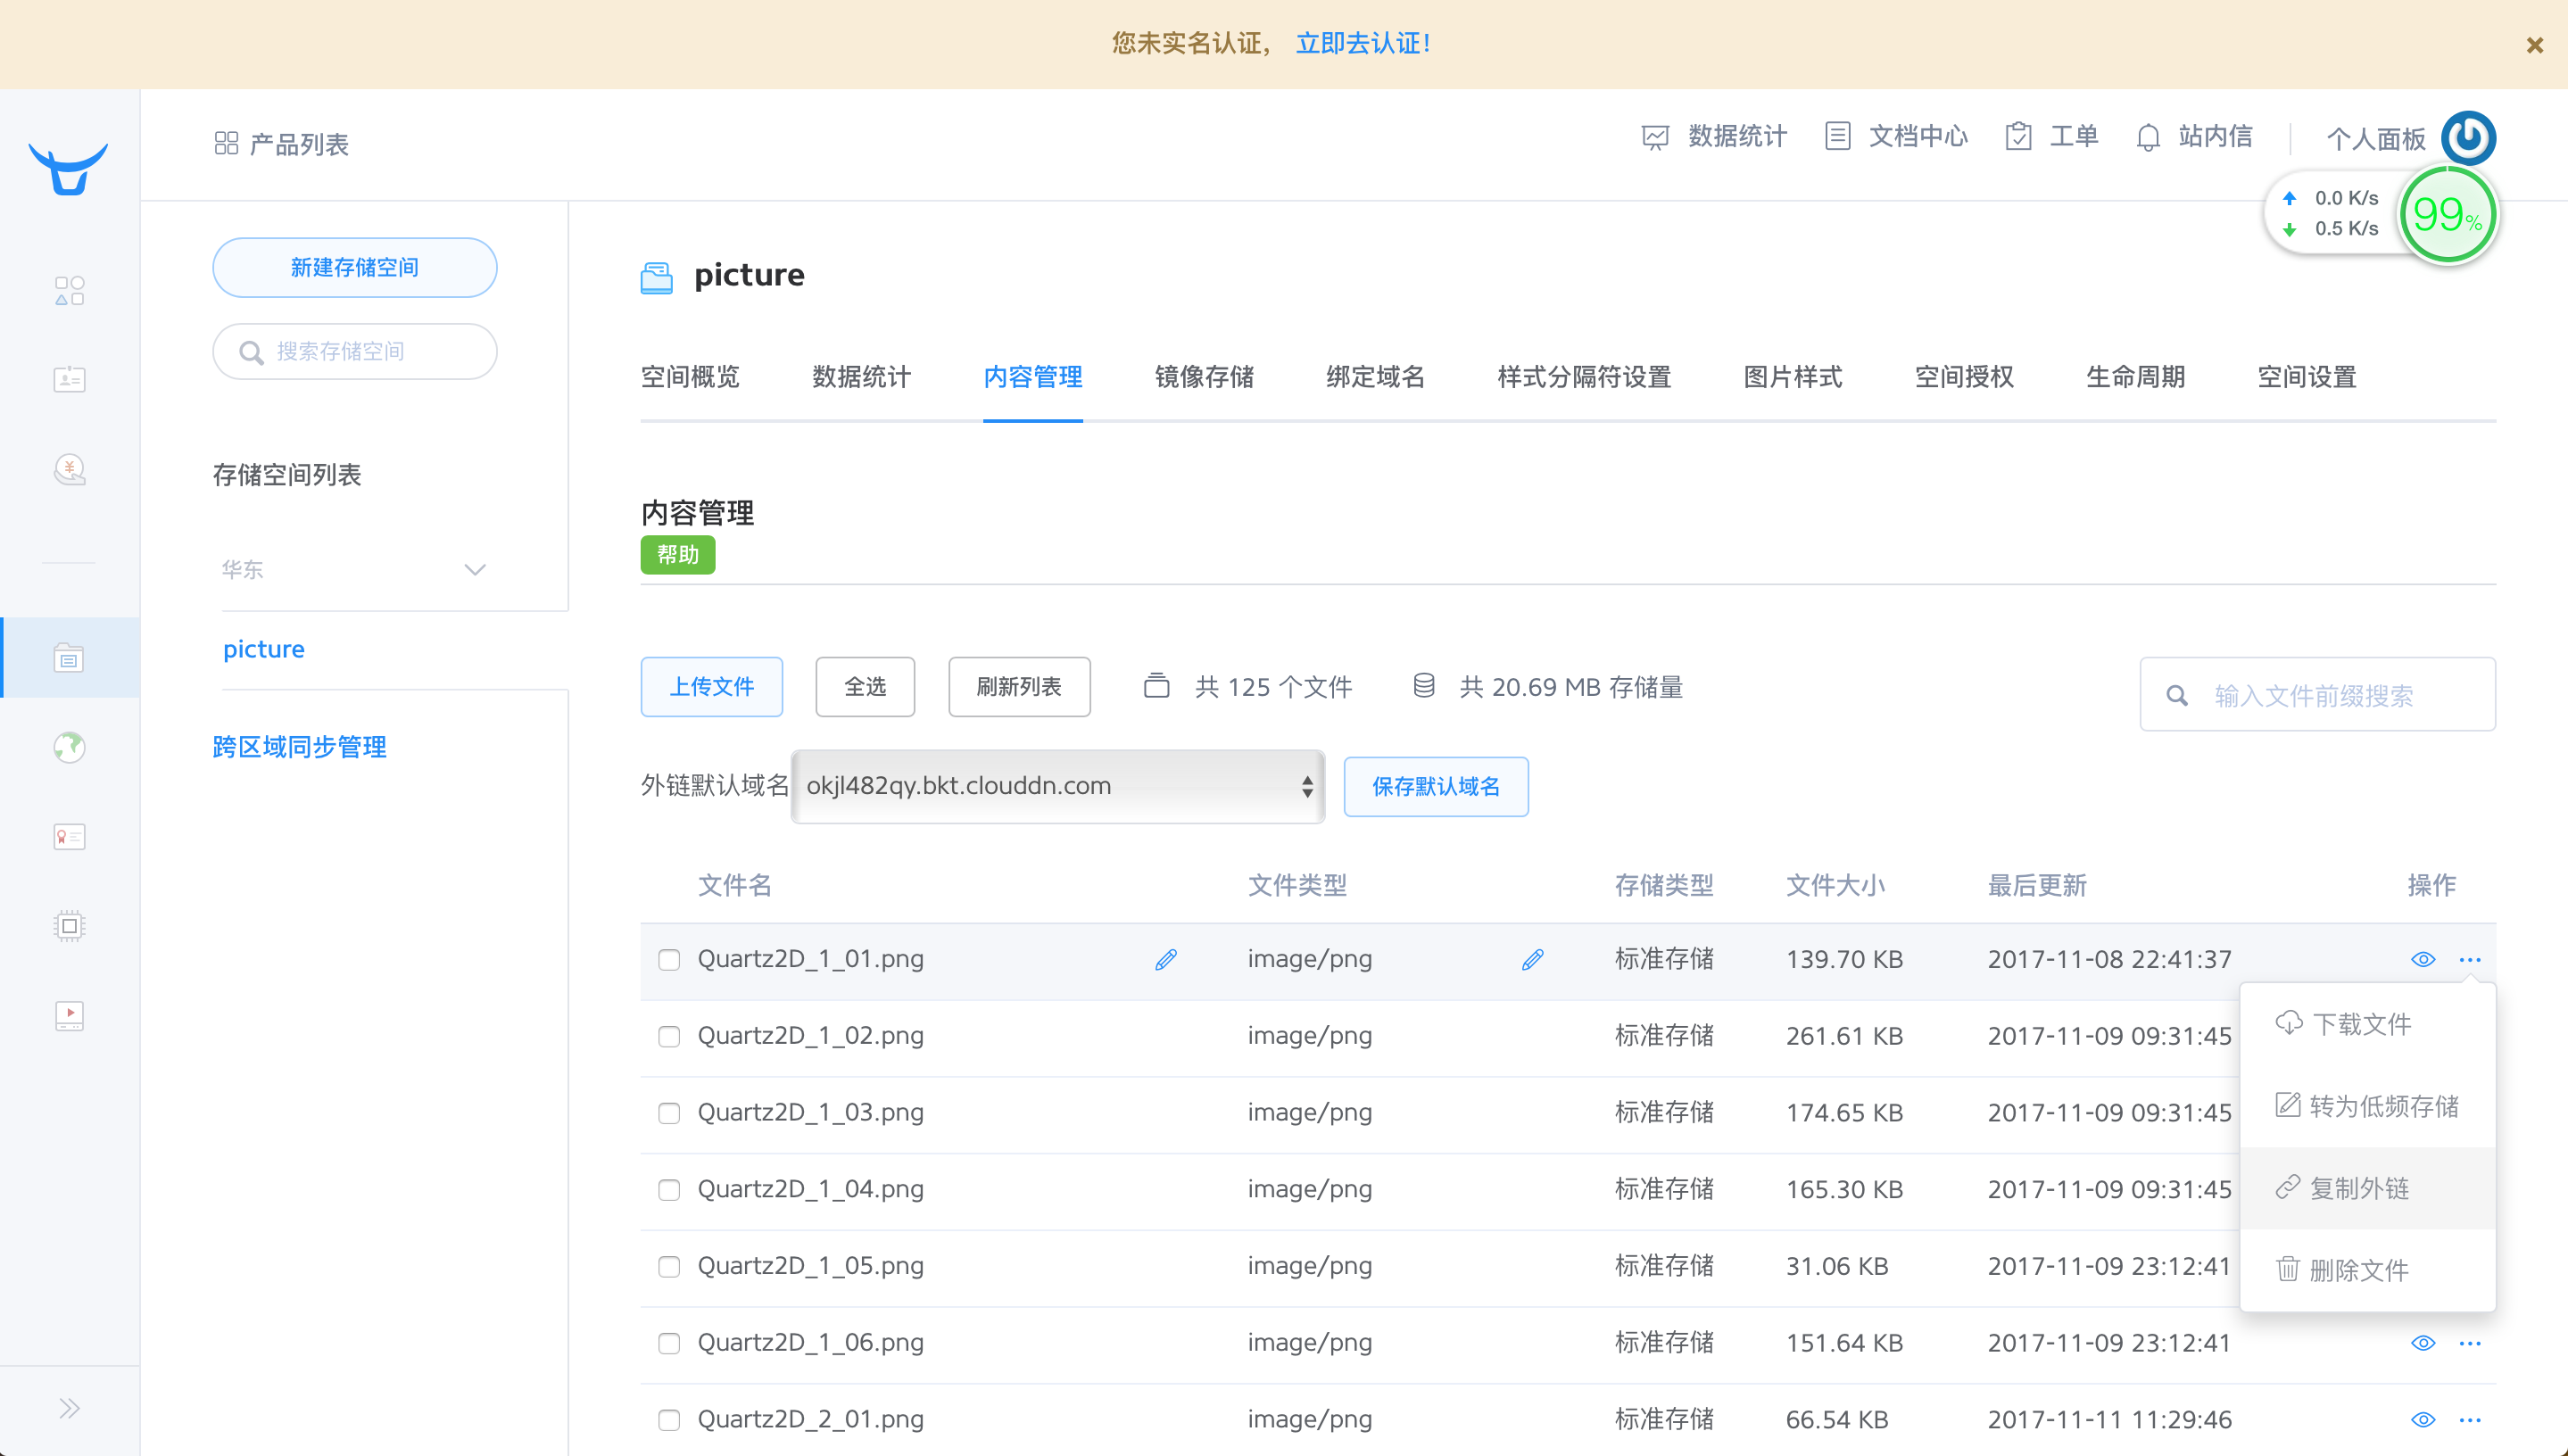 您未实名认证， 立即去认证！
产品列表
数据统计 文档中心 工单 站内信 个人面板
0.0 K/s
0.5 K/s
99%
新建存储空间
搜索存储空间
存储空间列表
华东
picture
跨区域同步管理
picture
空间概览 数据统计 内容管理 镜像存储 绑定域名 样式分隔符设置 图片样式 空间授权 生命周期 空间设置
内容管理
帮助
上传文件 全选 刷新列表 共 125 个文件 共 20.69 MB 存储量 输入文件前缀搜索
外链默认域名 okjl482qy.bkt.clouddn.com 保存默认域名
文件名 文件类型 存储类型 文件大小 最后更新 操作
Quartz2D_1_01.png image/png 标准存储 139.70 KB 2017-11-08 22:41:37
Quartz2D_1_02.png image/png 标准存储 261.61 KB 2017-11-09 09:31:45
Quartz2D_1_03.png image/png 标准存储 174.65 KB 2017-11-09 09:31:45
Quartz2D_1_04.png image/png 标准存储 165.30 KB 2017-11-09 09:31:45
Quartz2D_1_05.png image/png 标准存储 31.06 KB 2017-11-09 23:12:41
Quartz2D_1_06.png image/png 标准存储 151.64 KB 2017-11-09 23:12:41
Quartz2D_2_01.png image/png 标准存储 66.54 KB 2017-11-11 11:29:46
下载文件
转为低频存储
复制外链
删除文件